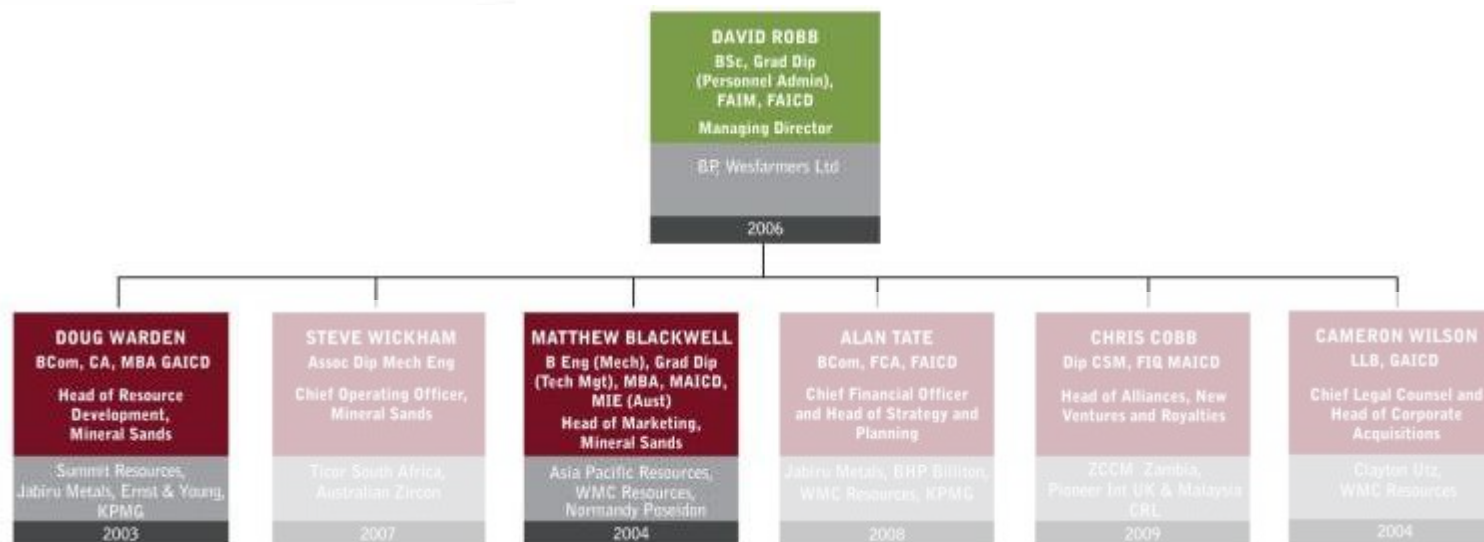 DAVID ROBB
BSc, Grad Dip
(Personnel Admin),
FAIM, FAICD
Managing Director
BP, Wesfarmers Ltd
2006
DOUG WARDEN
BCom, CA, MBA GAICD
Head of Resource
Development,
Mineral Sands
Summit Resources,
Jabiru Metals, Ernst & Young,
KPMG
2003
STEVE WICKHAM
Assoc Dip Mech Eng
Chief Operating Officer,
Mineral Sands
Ticor South Africa,
Australian Zircon
2007
MATTHEW BLACKWELL
B Eng (Mech), Grad Dip
(Tech Mgt), MBA, MAICD,
MIE (Aust)
Head of Marketing,
Mineral Sands
Asia Pacific Resources,
WMC Resources,
Normandy Poseidon
2004
ALAN TATE
BCom, FCA, FAICD
Chief Financial Officer
and Head of Strategy and
Planning
Jabiru Metals, BHP Billiton,
WMC Resources, KPMG
2008
CHRIS COBB
Dip CSM, FIQ MAICD
Head of Alliances, New
Ventures and Royalties
ZCCM Zambia,
Pioneer Int UK & Malaysia
CRL
2009
CAMERON WILSON
LLB, GAICD
Chief Legal Counsel and
Head of Corporate
Acquisitions
Clayton Utz,
WMC Resources
2004